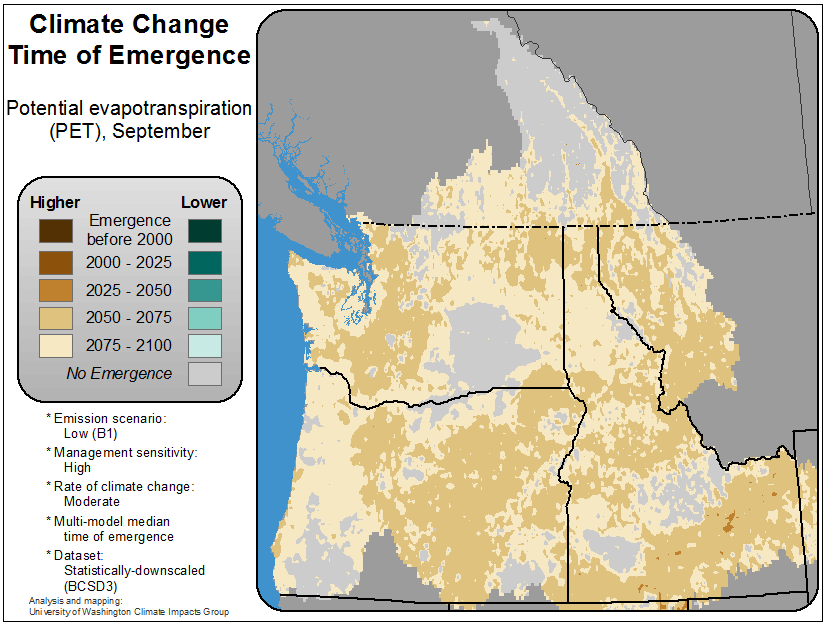 Climate Change
Time of Emergence
Potential evapotranspiration
(PET), September
Higher
Lower
Emergence
before 2000
2000 - 2025
2025 - 2050
2050 - 2075
2075 - 2100
No Emergence
* Emission scenario:
Low (B1)
* Management sensitivity:
High
* Rate of climate change:
Moderate
* Multi-model median
time of emergence
* Dataset:
Statistically-downscaled
(BCSD3)
Analysis and mapping:
University of Washington Climate Impacts Group